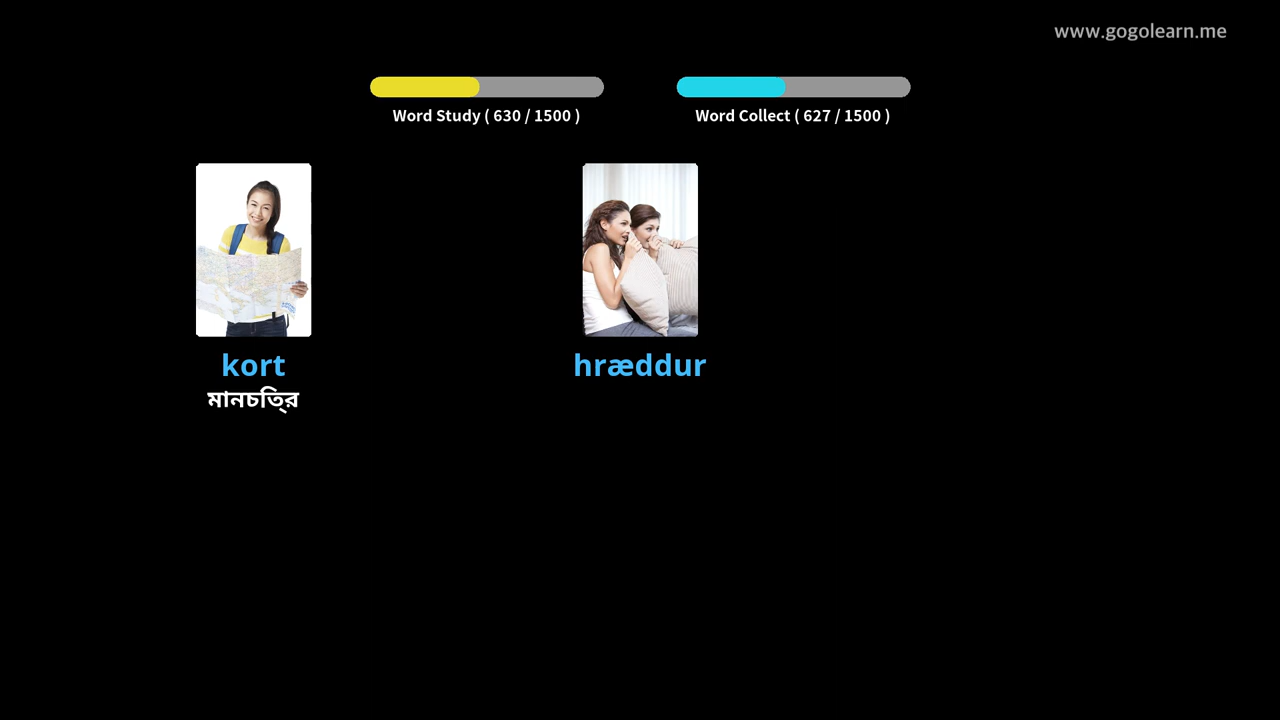 www.gogolearn.me
Word Study ( 630 / 1500 )
Word Collect ( 627 / 1500 )
kort
hræddur
মানচিত্র